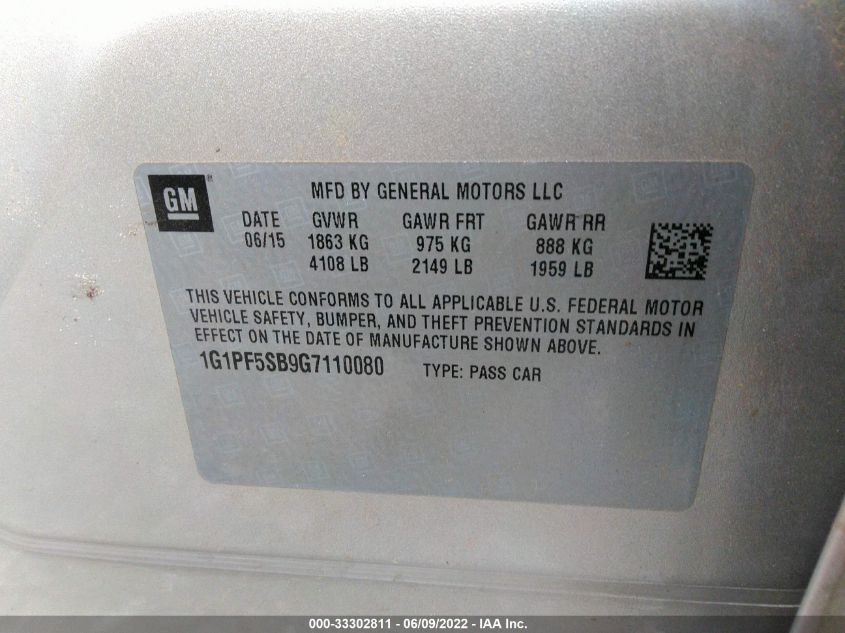 GM
MFD BY GENERAL MOTORS LLC
DATE GVWR GAWR FRT GAWR RR
06/15 1863 KG 975 KG 888 KG
4108 LB 2149 LB 1959 LB
THIS VEHICLE CONFORMS TO ALL APPLICABLE U.S. FEDERAL MOTOR
VEHICLE SAFETY, BUMPER, AND THEFT PREVENTION STANDARDS IN
EFFECT ON THE DATE OF MANUFACTURE SHOWN ABOVE.
1G1PF5SB9G7110080 TYPE: PASS CAR
000-33302811 - 06/09/2022 - IAA Inc.